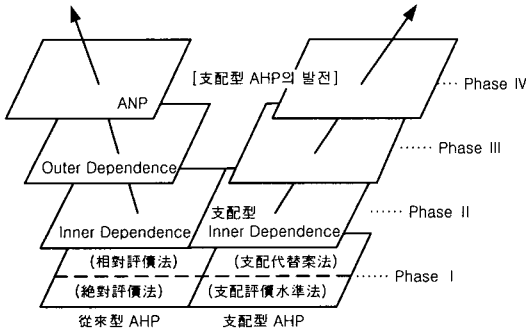 [支配型 AHP의 발전]
ANP
Phase IV
Outer Dependence
Phase III
Inner Dependence
支配型
Inner Dependence
Phase II
(相對評價法)
(支配代替案法)
Phase I
(絶對評價法)
(支配評價水準法)
從來型 AHP
支配型 AHP